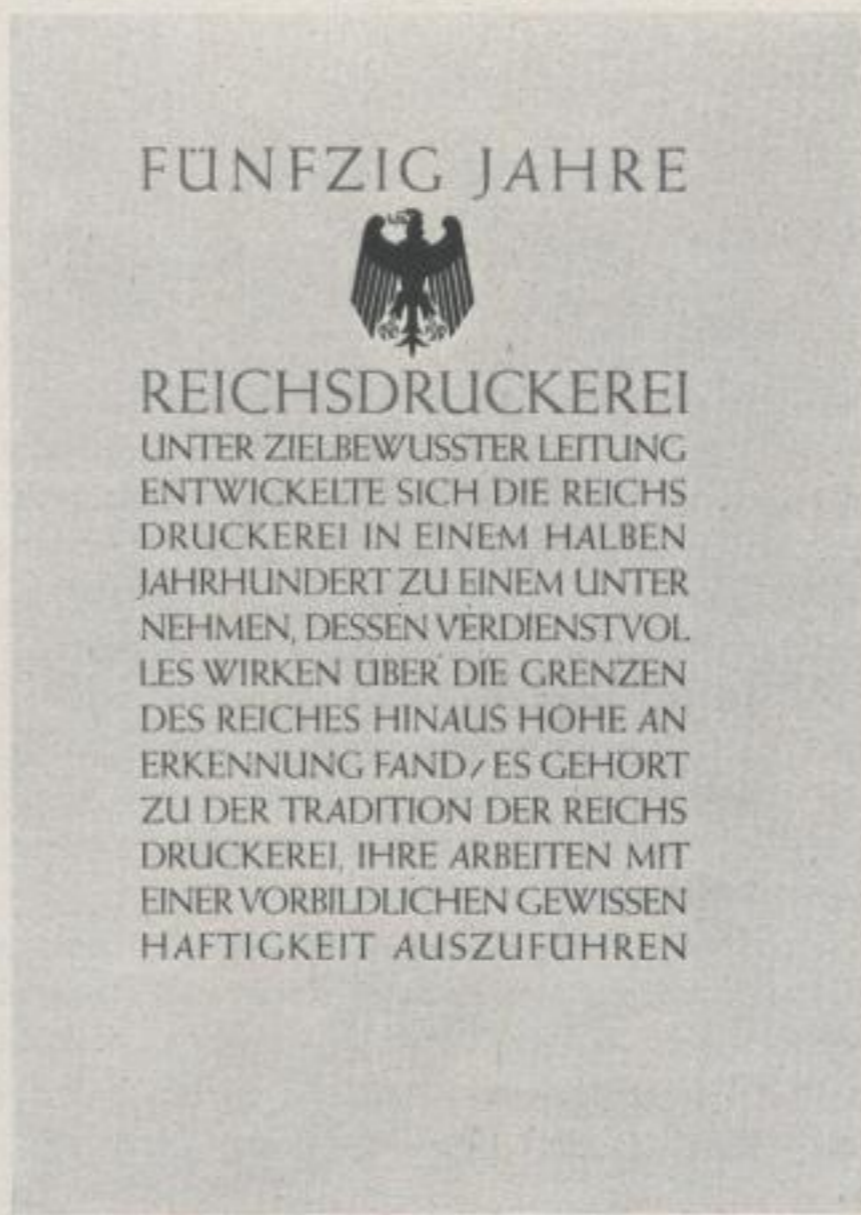 FÜNFZIG JAHRE
REICHSDRUCKEREI
UNTER ZIELBEWUSSTER LEITUNG
ENTWICKELTE SICH DIE REICHS
DRUCKEREI IN EINEM HALBEN
JAHRHUNDERT ZU EINEM UNTER
NEHMEN, DESSEN VERDIENSTVOL
LES WIRKEN ÜBER DIE GRENZEN
DES REICHES HINAUS HOHE AN
ERKENNUNG FAND / ES GEHÖRT
ZU DER TRADITION DER REICHS
DRUCKEREI, IHRE ARBEITEN MIT
EINER VORBILDLICHEN GEWISSEN
HAFTIGKEIT AUSZUFÜHREN